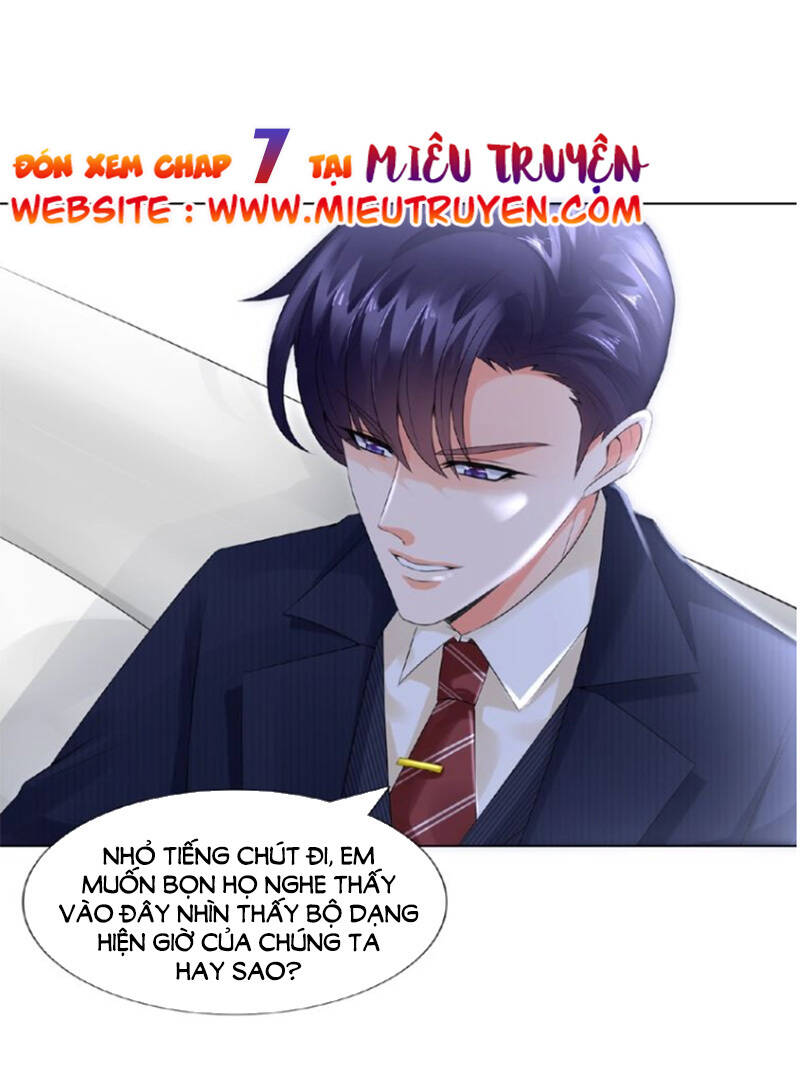 ĐÓN XEM CHAP 7 TẠI MIÊU TRUYỆN
WEBSITE : WWW.MIEUTRUYEN.COM
NHỎ TIẾNG CHÚT ĐI, EM
MUỐN BỌN HỌ NGHE THẤY
VÀO ĐÂY NHÌN THẤY BỘ DẠNG
HIỆN GIỜ CỦA CHÚNG TA
HAY SAO?